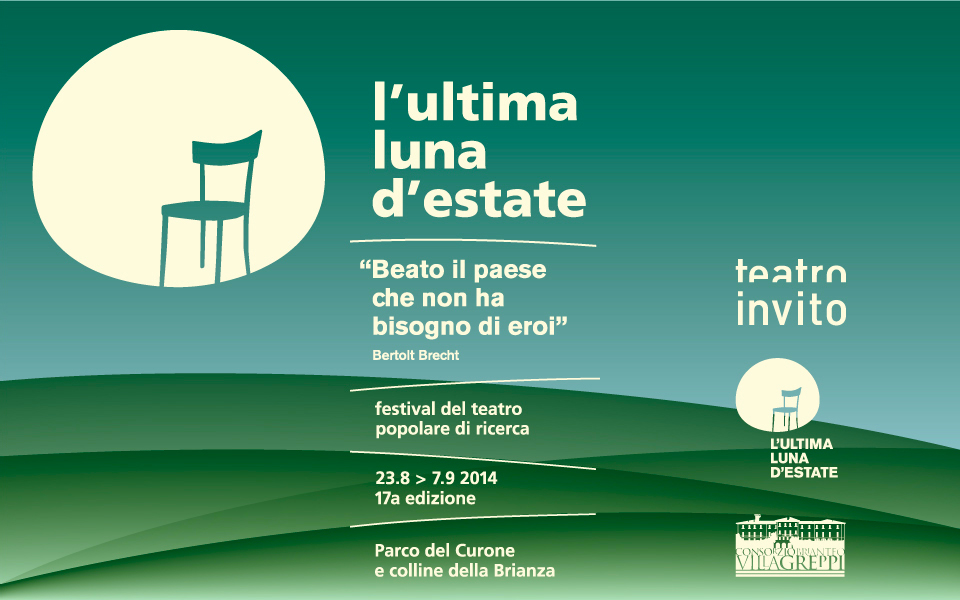 l'ultima
luna
d'estate
“Beato il paese
che non ha
bisogno di eroi”
Bertolt Brecht
festival del teatro
popolare di ricerca
23.8 > 7.9 2014
17a edizione
Parco del Curone
e colline della Brianza
teatro
invito
L'ULTIMA
LUNA
D'ESTATE
CONSORZIO BRIANTEO
VILLA GREPPI